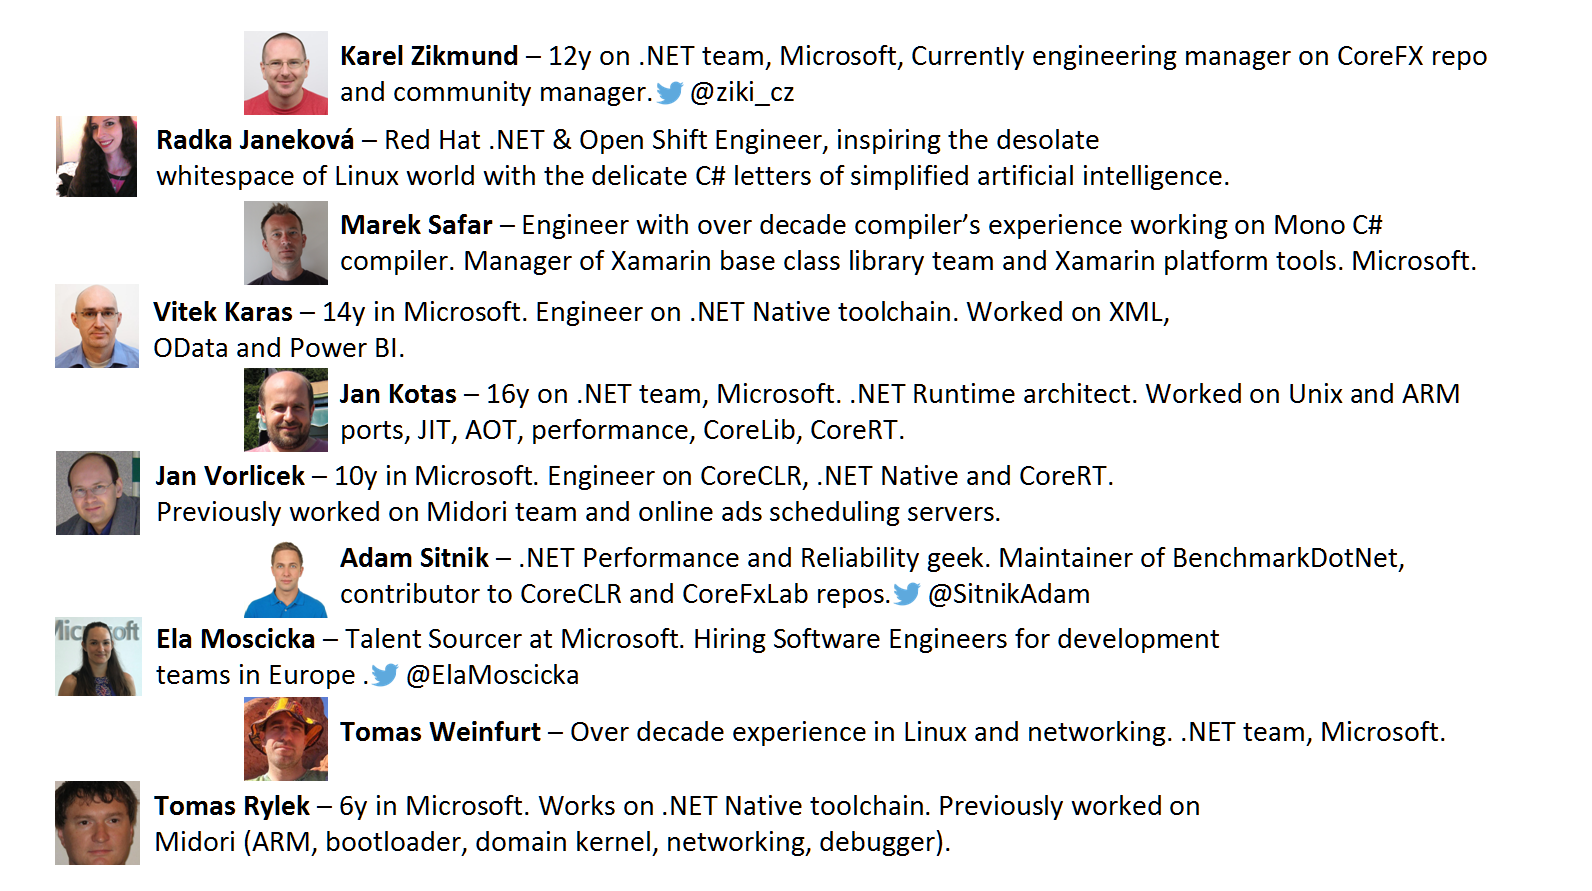 Karel Zikmund – 12y on .NET team, Microsoft, Currently engineering manager on CoreFX repo
and community manager. @ziki_cz
Radka Janeková – Red Hat .NET & Open Shift Engineer, inspiring the desolate
whitespace of Linux world with the delicate C# letters of simplified artificial intelligence.
Marek Safar – Engineer with over decade compiler’s experience working on Mono C#
compiler. Manager of Xamarin base class library team and Xamarin platform tools. Microsoft.
Vitek Karas – 14y in Microsoft. Engineer on .NET Native toolchain. Worked on XML,
OData and Power BI.
Jan Kotas – 16y on .NET team, Microsoft. .NET Runtime architect. Worked on Unix and ARM
ports, JIT, AOT, performance, CoreLib, CoreRT.
Jan Vorlicek – 10y in Microsoft. Engineer on CoreCLR, .NET Native and CoreRT.
Previously worked on Midori team and online ads scheduling servers.
Adam Sitnik – .NET Performance and Reliability geek. Maintainer of BenchmarkDotNet,
contributor to CoreCLR and CoreFxLab repos. @SitnikAdam
Ela Moscicka – Talent Sourcer at Microsoft. Hiring Software Engineers for development
teams in Europe . @ElaMoscicka
Tomas Weinfurt – Over decade experience in Linux and networking. .NET team, Microsoft.
Tomas Rylek – 6y in Microsoft. Works on .NET Native toolchain. Previously worked on
Midori (ARM, bootloader, domain kernel, networking, debugger).